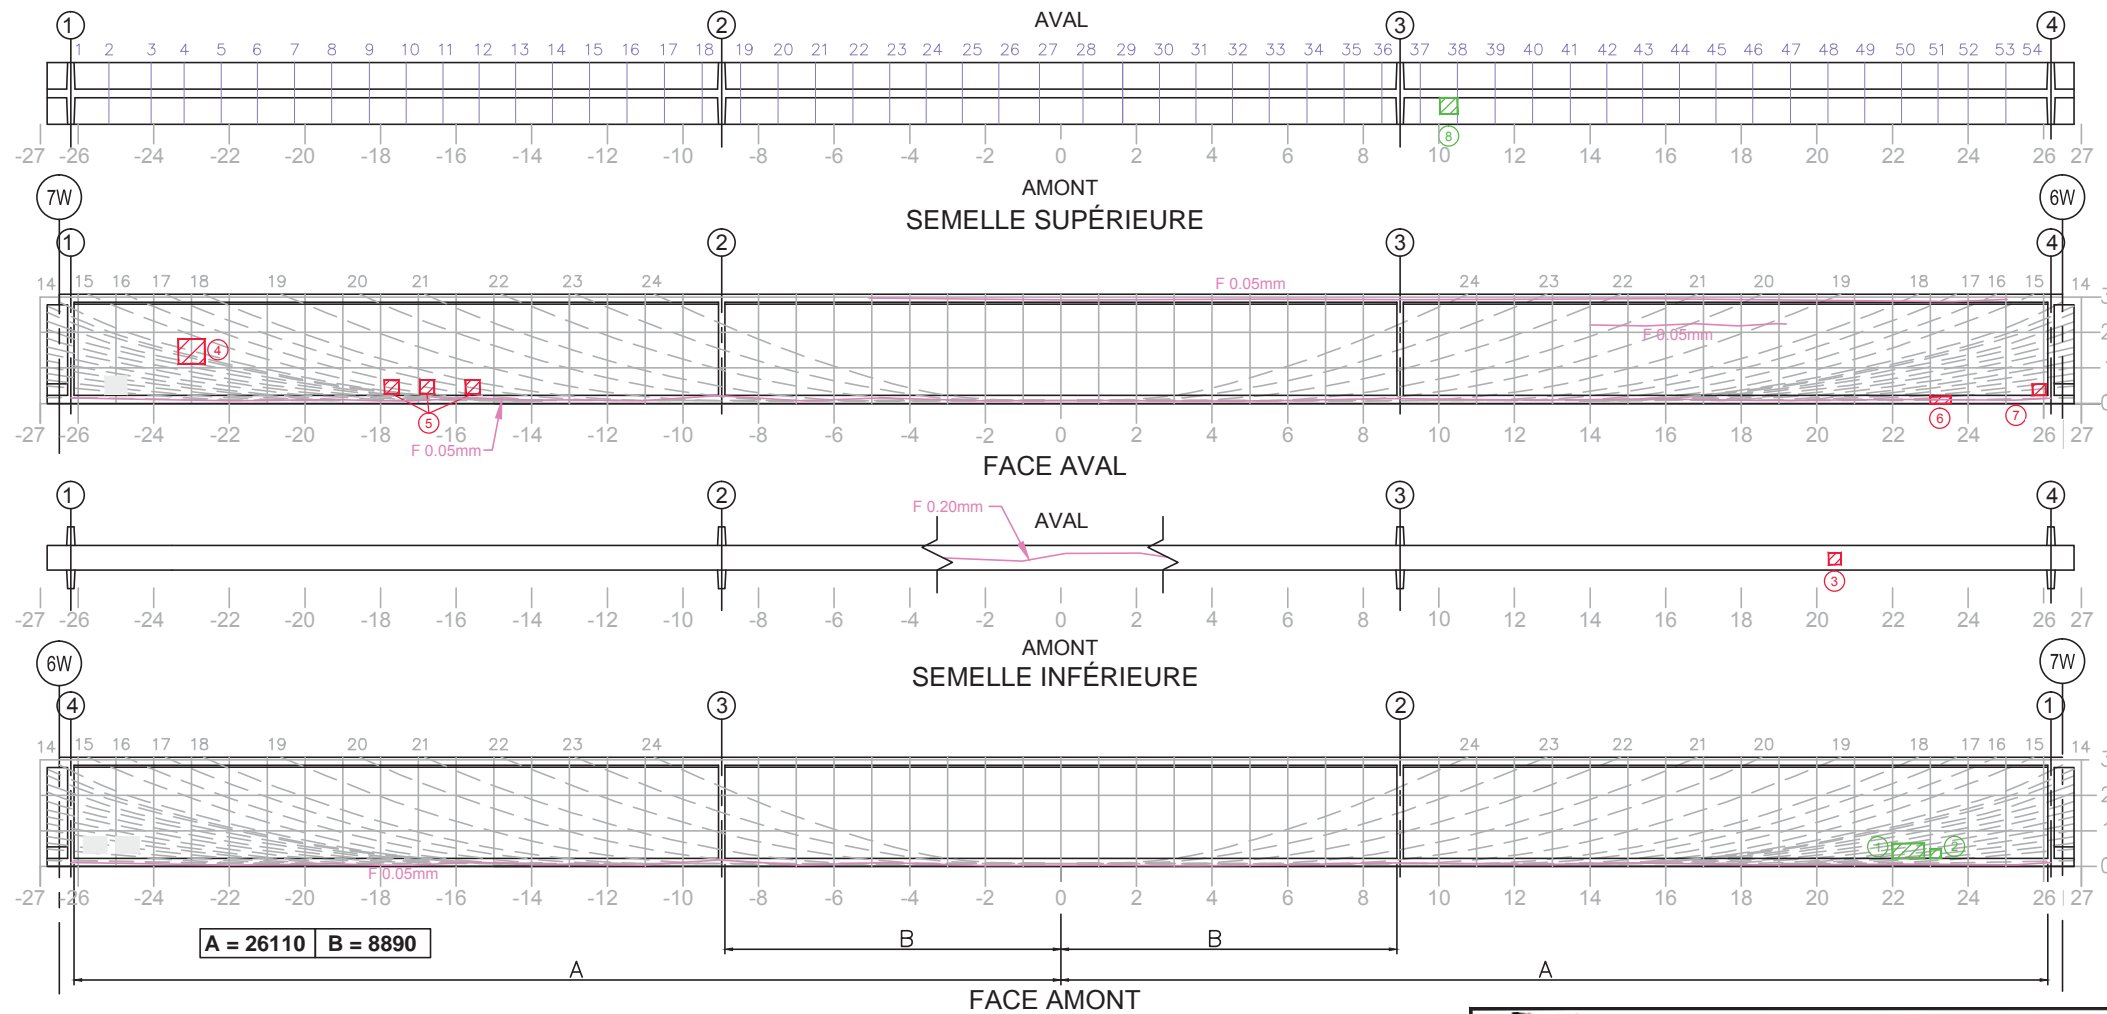 1 2 AVAL 3 4
1 2 3 4 5 6 7 8 9 10 11 12 13 14 15 16 17 18 19 20 21 22 23 24 25 26 27 28 29 30 31 32 33 34 35 36 37 38 39 40 41 42 43 44 45 46 47 48 49 50 51 52 53 54
8
-27 -26 -24 -22 -20 -18 -16 -14 -12 -10 -8 -6 -4 -2 0 2 4 6 8 10 12 14 16 18 20 22 24 26 27
AMONT
7W SEMELLE SUPÉRIEURE 6W
1 2 3 4
14 15 16 17 18 19 20 21 22 23 24 F 0.05mm 24 23 22 21 20 19 18 17 16 15 14
3
2
F 0.05mm
4
1
0
5 6 7
-27 -26 -24 -22 -20 -18 -16 -14 -12 -10 -8 -6 -4 -2 0 2 4 6 8 10 12 14 16 18 20 22 24 26 27
F 0.05mm
FACE AVAL
1 2 3 4
F 0.20mm
AVAL
3
-27 -26 -24 -22 -20 -18 -16 -14 -12 -10 -8 -6 -4 -2 0 2 4 6 8 10 12 14 16 18 20 22 24 26 27
AMONT
6W SEMELLE INFÉRIEURE 7W
4 3 2 1
14 15 16 17 18 19 20 21 22 23 24 24 23 22 21 20 19 18 17 16 15 14
3
2
1
1 2
0
F 0.05mm
-27 -26 -24 -22 -20 -18 -16 -14 -12 -10 -8 -6 -4 -2 0 2 4 6 8 10 12 14 16 18 20 22 24 26 27
A = 26110 B = 8890
B B
A A
FACE AMONT